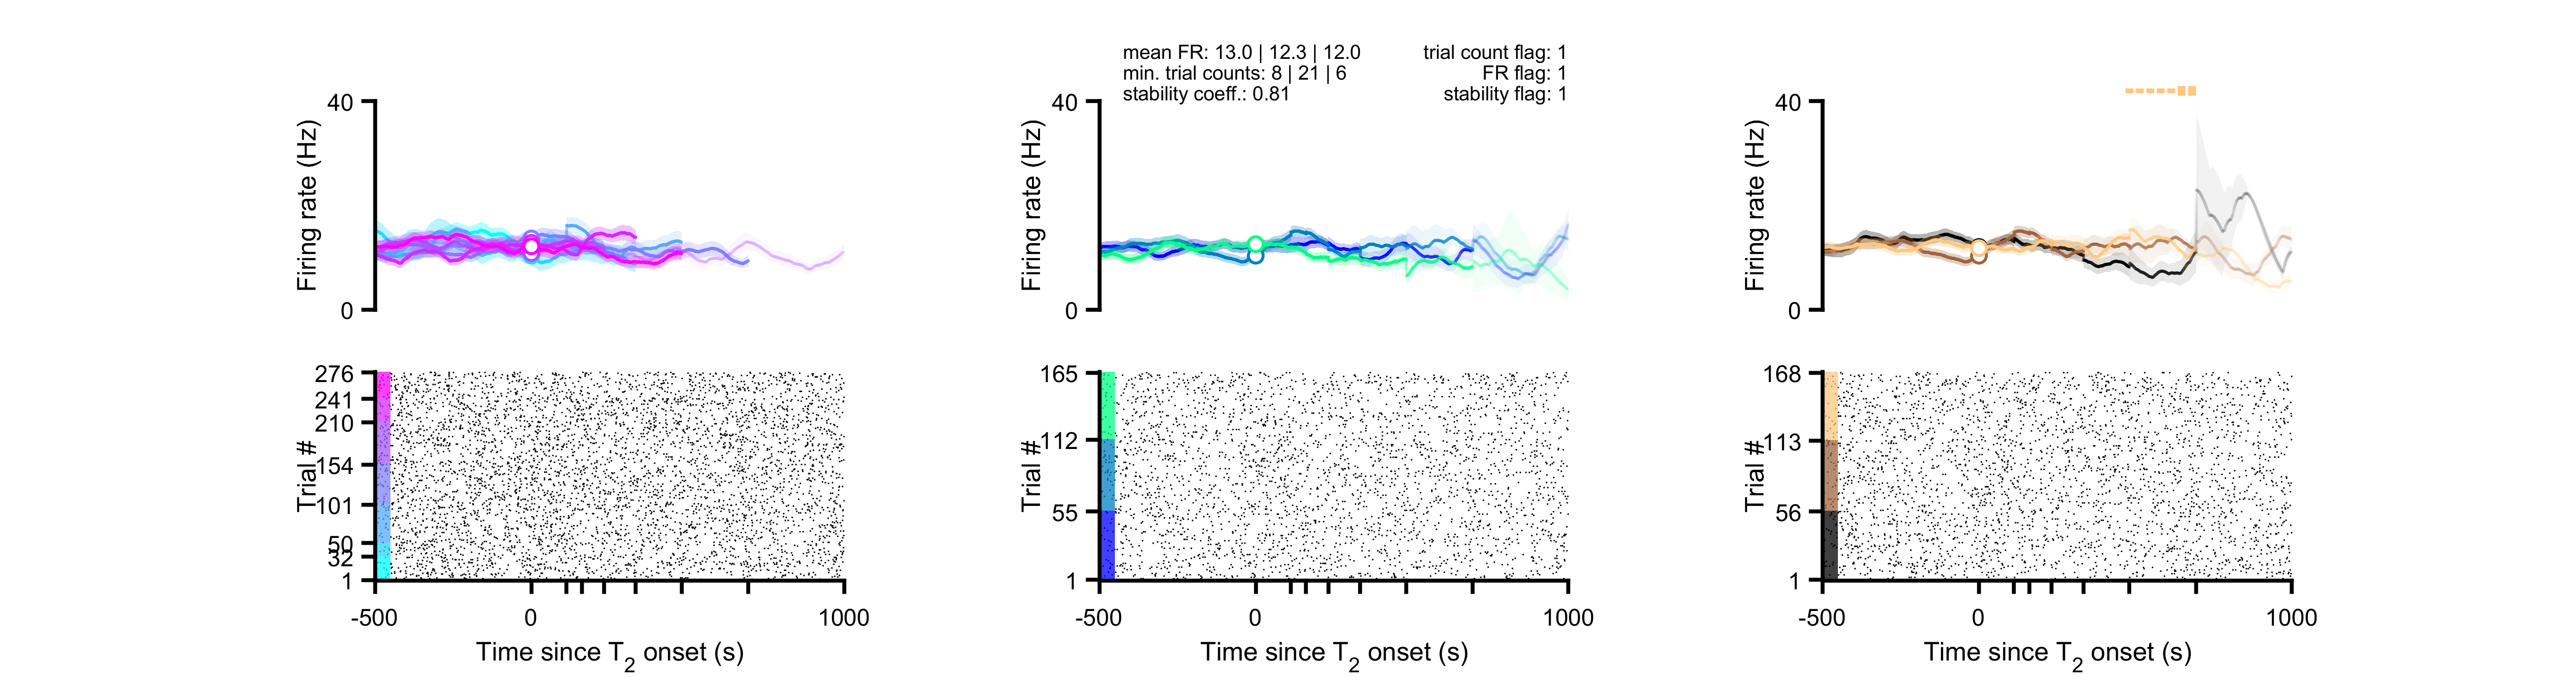 mean FR: 13.0 | 12.3 | 12.0
min. trial counts: 8 | 21 | 6
stability coeff.: 0.81
trial count flag: 1
FR flag: 1
stability flag: 1
40
Firing rate (Hz)
0
40
Firing rate (Hz)
0
40
Firing rate (Hz)
0
276
241
210
154
101
50
32
1
Trial #
-500
0
1000
Time since T2 onset (s)
165
112
55
1
Trial #
-500
0
1000
Time since T2 onset (s)
168
113
56
1
Trial #
-500
0
1000
Time since T2 onset (s)